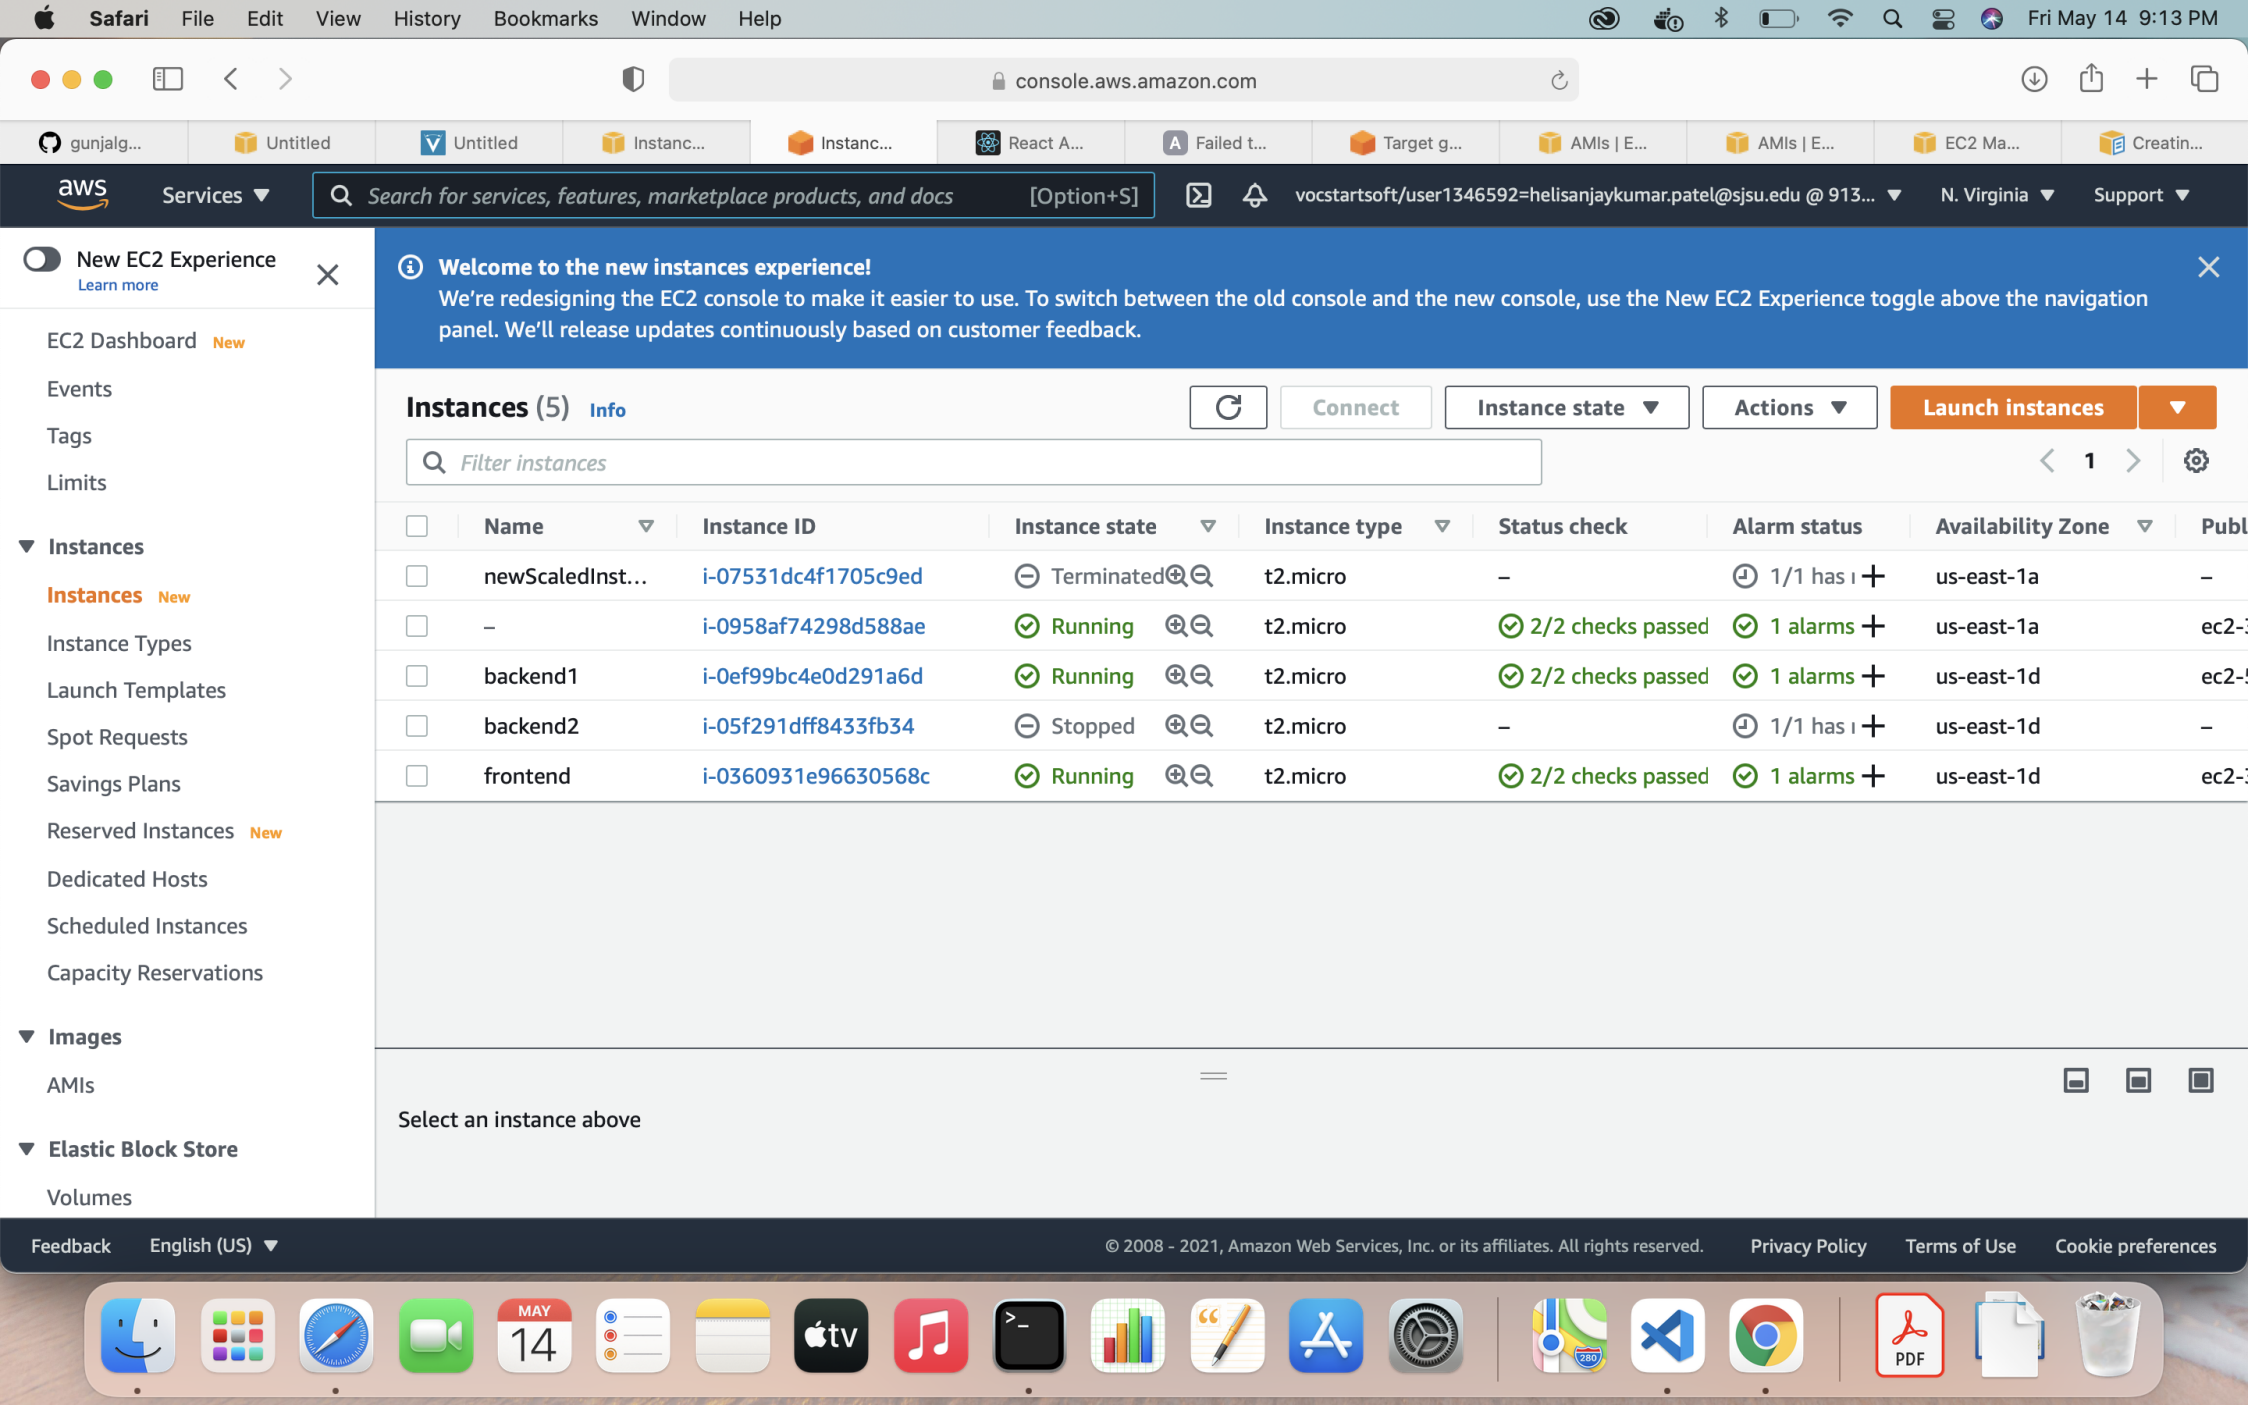 Safari File Edit View History Bookmarks Window Help Fri May 14 9:13 PM
console.aws.amazon.com
gunjalg... Untitled Untitled Instanc... Instanc... React A... Failed t... Target g... AMIs | E... AMIs | E... EC2 Ma... Creatin...
aws Services Search for services, features, marketplace products, and docs [Option+S] vocstartsoft/user1346592=helisanjaykumar.patel@sjsu.edu @ 913... N. Virginia Support
New EC2 Experience
Learn more
EC2 Dashboard New
Events
Tags
Limits
Instances
Instances New
Instance Types
Launch Templates
Spot Requests
Savings Plans
Reserved Instances New
Dedicated Hosts
Scheduled Instances
Capacity Reservations
Images
AMIs
Elastic Block Store
Volumes
Welcome to the new instances experience!
We're redesigning the EC2 console to make it easier to use. To switch between the old console and the new console, use the New EC2 Experience toggle above the navigation
panel. We'll release updates continuously based on customer feedback.
Instances (5) Info Connect Instance state Actions Launch instances
Filter instances 1
Name Instance ID Instance state Instance type Status check Alarm status Availability Zone Publ
newScaledInst... i-07531dc4f1705c9ed Terminated t2.micro – 1/1 has us-east-1a –
– i-0958af74298d588ae Running t2.micro 2/2 checks passed 1 alarms us-east-1a ec2-3
backend1 i-0ef99bc4e0d291a6d Running t2.micro 2/2 checks passed 1 alarms us-east-1d ec2-5
backend2 i-05f291dff8433fb34 Stopped t2.micro – 1/1 has us-east-1d –
frontend i-0360931e96630568c Running t2.micro 2/2 checks passed 1 alarms us-east-1d ec2-3
Select an instance above
Feedback English (US) © 2008 - 2021, Amazon Web Services, Inc. or its affiliates. All rights reserved. Privacy Policy Terms of Use Cookie preferences
MAY
14
tv
280
PDF